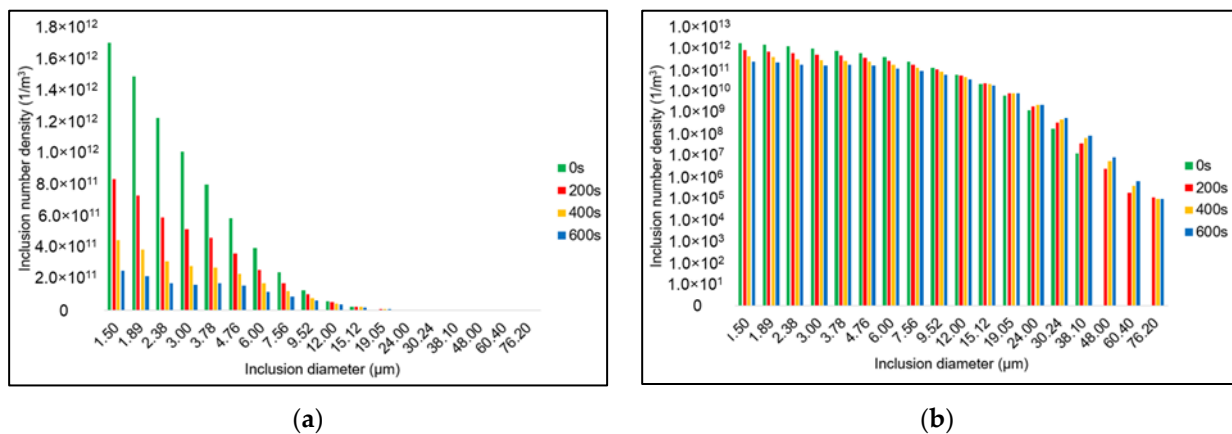 1.8×10¹²
1.6×10¹²
1.4×10¹²
1.2×10¹²
1.0×10¹²
8.0×10¹¹
6.0×10¹¹
4.0×10¹¹
2.0×10¹¹
0
Inclusion number density (1/m³)
1.50 1.89 2.38 3.00 3.78 4.76 6.00 7.56 9.52 12.00 15.12 19.05 24.00 30.24 38.10 48.00 60.40 76.20
Inclusion diameter (μm)
0s
200s
400s
600s
(a)
1.0×10¹³
1.0×10¹²
1.0×10¹¹
1.0×10¹⁰
1.0×10⁹
1.0×10⁸
1.0×10⁷
1.0×10⁶
1.0×10⁵
1.0×10⁴
1.0×10³
1.0×10²
1.0×10¹
0
Inclusion number density (1/m³)
1.50 1.89 2.38 3.00 3.78 4.76 6.00 7.56 9.52 12.00 15.12 19.05 24.00 30.24 38.10 48.00 60.40 76.20
Inclusion diameter (μm)
0s
200s
400s
600s
(b)